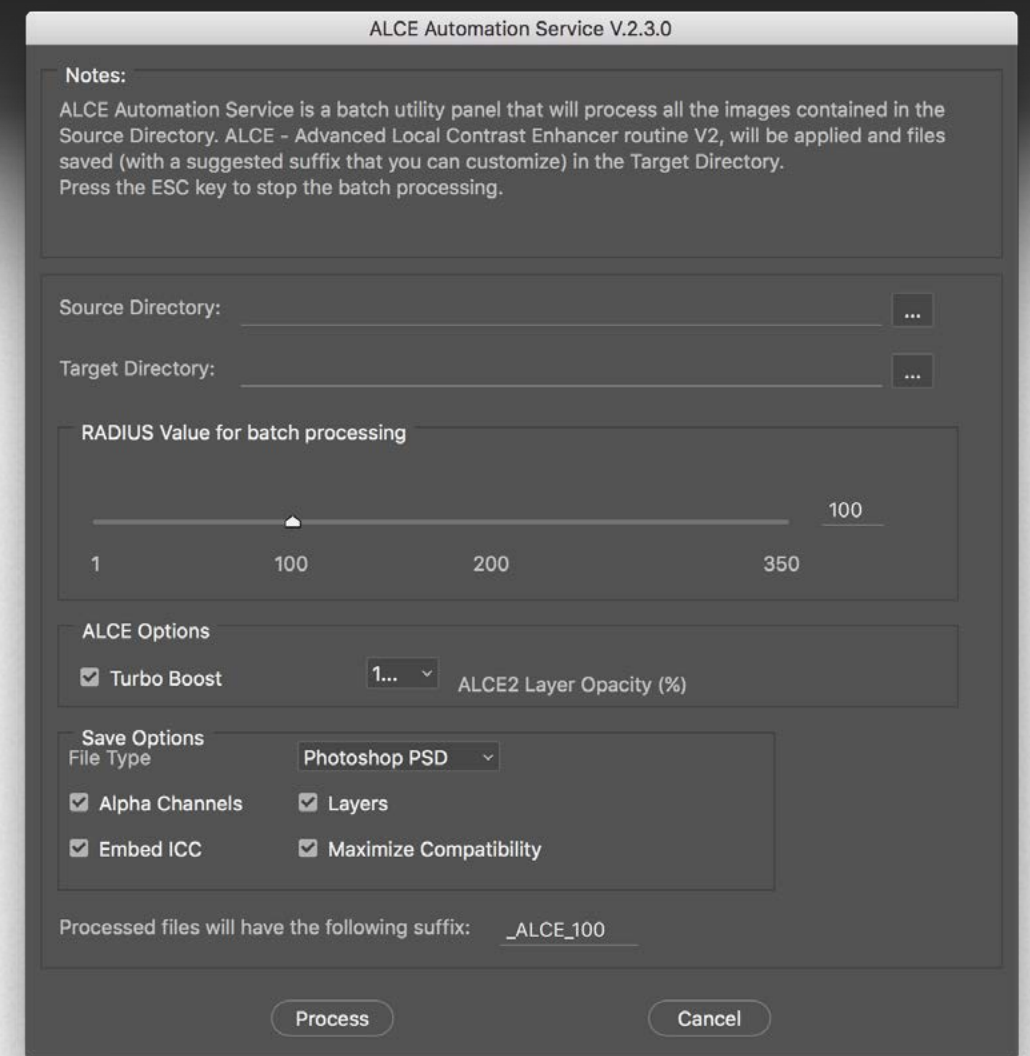 ALCE Automation Service V.2.3.0
Notes:
ALCE Automation Service is a batch utility panel that will process all the images contained in the
Source Directory. ALCE - Advanced Local Contrast Enhancer routine V2, will be applied and files
saved (with a suggested suffix that you can customize) in the Target Directory.
Press the ESC key to stop the batch processing.
Source Directory: ...
Target Directory: ...
RADIUS Value for batch processing
100
1 100 200 350
ALCE Options
Turbo Boost 1... ALCE2 Layer Opacity (%)
Save Options
File Type Photoshop PSD
Alpha Channels Layers
Embed ICC Maximize Compatibility
Processed files will have the following suffix: _ALCE_100
Process Cancel